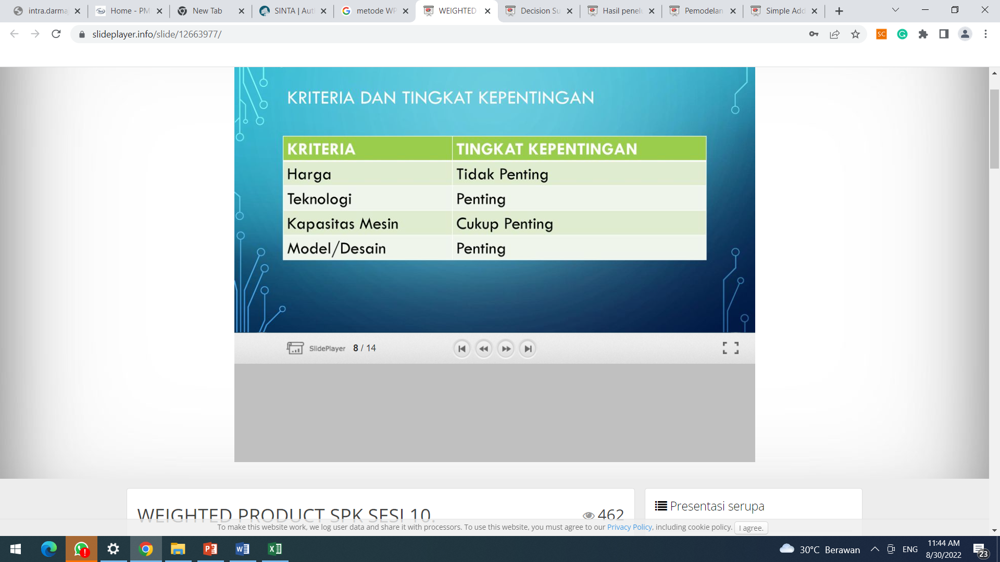 intra.darma
Home - PM
New Tab
SINTA | Aut
metode WP
WEIGHTED
Decision Su
Hasil penel
Pemodelan
Simple Add
slideplayer.info/slide/12663977/
SC
KRITERIA DAN TINGKAT KEPENTINGAN
KRITERIA TINGKAT KEPENTINGAN
Harga Tidak Penting
Teknologi Penting
Kapasitas Mesin Cukup Penting
Model/Desain Penting
SlidePlayer 8 / 14
WEIGHTED PRODUCT SPK SESI 10.
462
Presentasi serupa
To make this website work, we log user data and share it with processors. To use this website, you must agree to our Privacy Policy, including cookie policy. I agree.
30°C Berawan
ENG
11:44 AM
8/30/2022
23